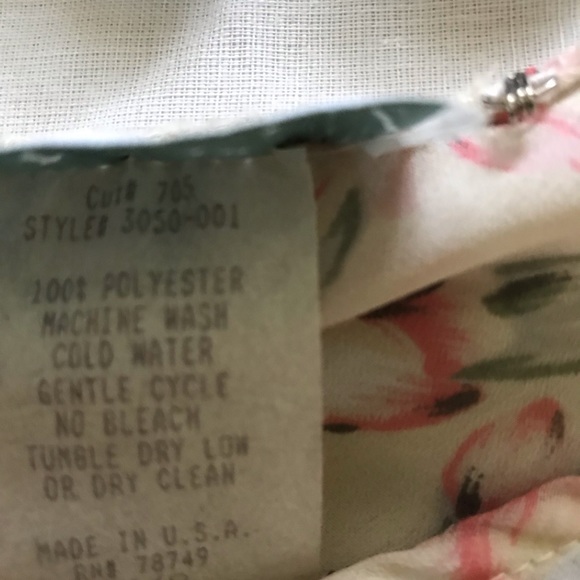 Cut# 705
STYLE# 3050-001
100% POLYESTER
MACHINE WASH
COLD WATER
GENTLE CYCLE
NO BLEACH
TUMBLE DRY LOW
OR DRY CLEAN
MADE IN U.S.A.
RN# 78749